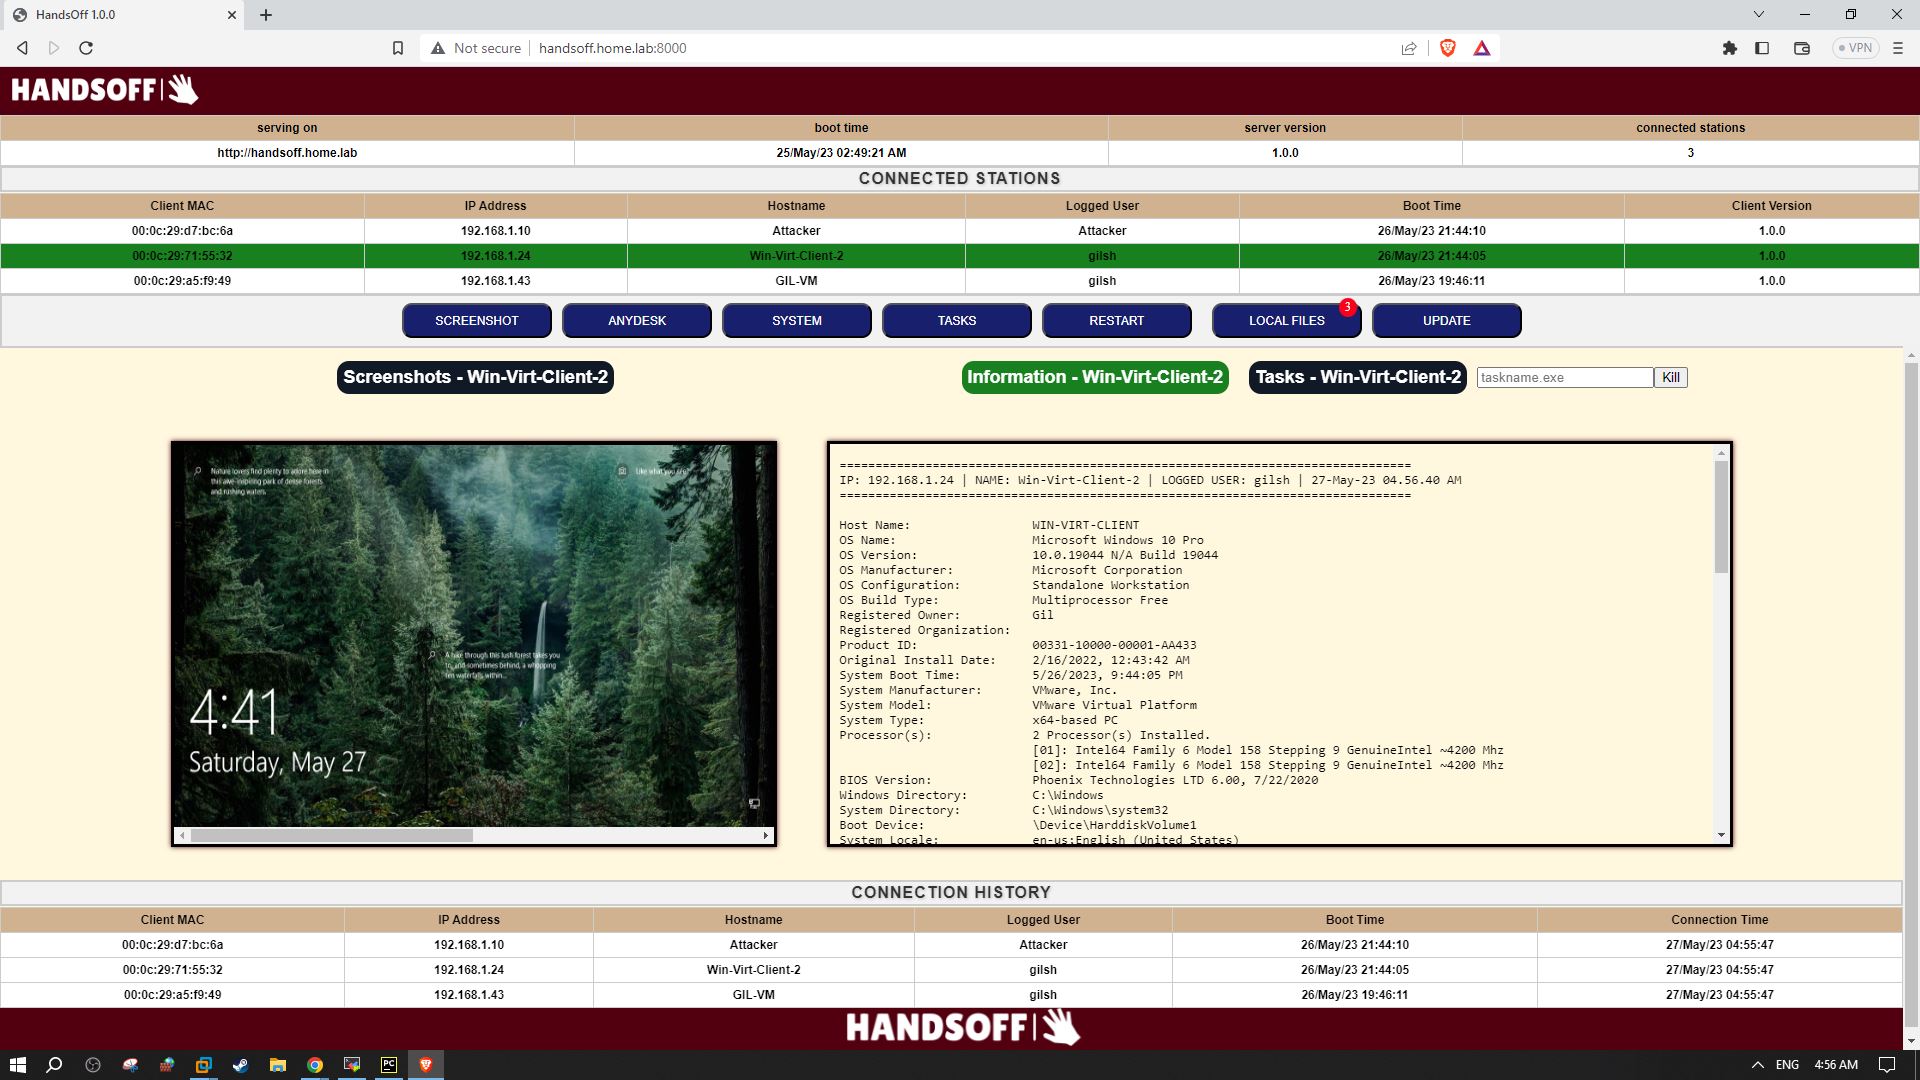 HandsOff 1.0.0
Not secure handsoff.home.lab:8000
VPN
HANDSOFF
serving on boot time server version connected stations
http://handsoff.home.lab 25/May/23 02:49:21 AM 1.0.0 3
CONNECTED STATIONS
Client MAC IP Address Hostname Logged User Boot Time Client Version
00:0c:29:d7:bc:6a 192.168.1.10 Attacker Attacker 26/May/23 21:44:10 1.0.0
00:0c:29:71:55:32 192.168.1.24 Win-Virt-Client-2 gilsh 26/May/23 21:44:05 1.0.0
00:0c:29:a5:f9:49 192.168.1.43 GIL-VM gilsh 26/May/23 19:46:11 1.0.0
SCREENSHOT ANYDESK SYSTEM TASKS RESTART LOCAL FILES 3 UPDATE
Screenshots - Win-Virt-Client-2 Information - Win-Virt-Client-2 Tasks - Win-Virt-Client-2 taskname.exe Kill
Nature lovers find plenty to adore here in
this awe-inspiring park of dense forests
and rushing waters.
Like what you see?
A hike through this lush forest takes you
to, and sometimes behind, a whopping
ten waterfalls within...
4:41
Saturday, May 27
================================================================================
IP: 192.168.1.24 | NAME: Win-Virt-Client-2 | LOGGED USER: gilsh | 27-May-23 04.56.40 AM
================================================================================
Host Name: WIN-VIRT-CLIENT
OS Name: Microsoft Windows 10 Pro
OS Version: 10.0.19044 N/A Build 19044
OS Manufacturer: Microsoft Corporation
OS Configuration: Standalone Workstation
OS Build Type: Multiprocessor Free
Registered Owner: Gil
Registered Organization:
Product ID: 00331-10000-00001-AA433
Original Install Date: 2/16/2022, 12:43:42 AM
System Boot Time: 5/26/2023, 9:44:05 PM
System Manufacturer: VMware, Inc.
System Model: VMware Virtual Platform
System Type: x64-based PC
Processor(s): 2 Processor(s) Installed.
[01]: Intel64 Family 6 Model 158 Stepping 9 GenuineIntel ~4200 Mhz
[02]: Intel64 Family 6 Model 158 Stepping 9 GenuineIntel ~4200 Mhz
BIOS Version: Phoenix Technologies LTD 6.00, 7/22/2020
Windows Directory: C:\Windows
System Directory: C:\Windows\system32
Boot Device: \Device\HarddiskVolume1
System Locale: en-us;English (United States)
CONNECTION HISTORY
Client MAC IP Address Hostname Logged User Boot Time Connection Time
00:0c:29:d7:bc:6a 192.168.1.10 Attacker Attacker 26/May/23 21:44:10 27/May/23 04:55:47
00:0c:29:71:55:32 192.168.1.24 Win-Virt-Client-2 gilsh 26/May/23 21:44:05 27/May/23 04:55:47
00:0c:29:a5:f9:49 192.168.1.43 GIL-VM gilsh 26/May/23 19:46:11 27/May/23 04:55:47
HANDSOFF
PC
ENG 4:56 AM